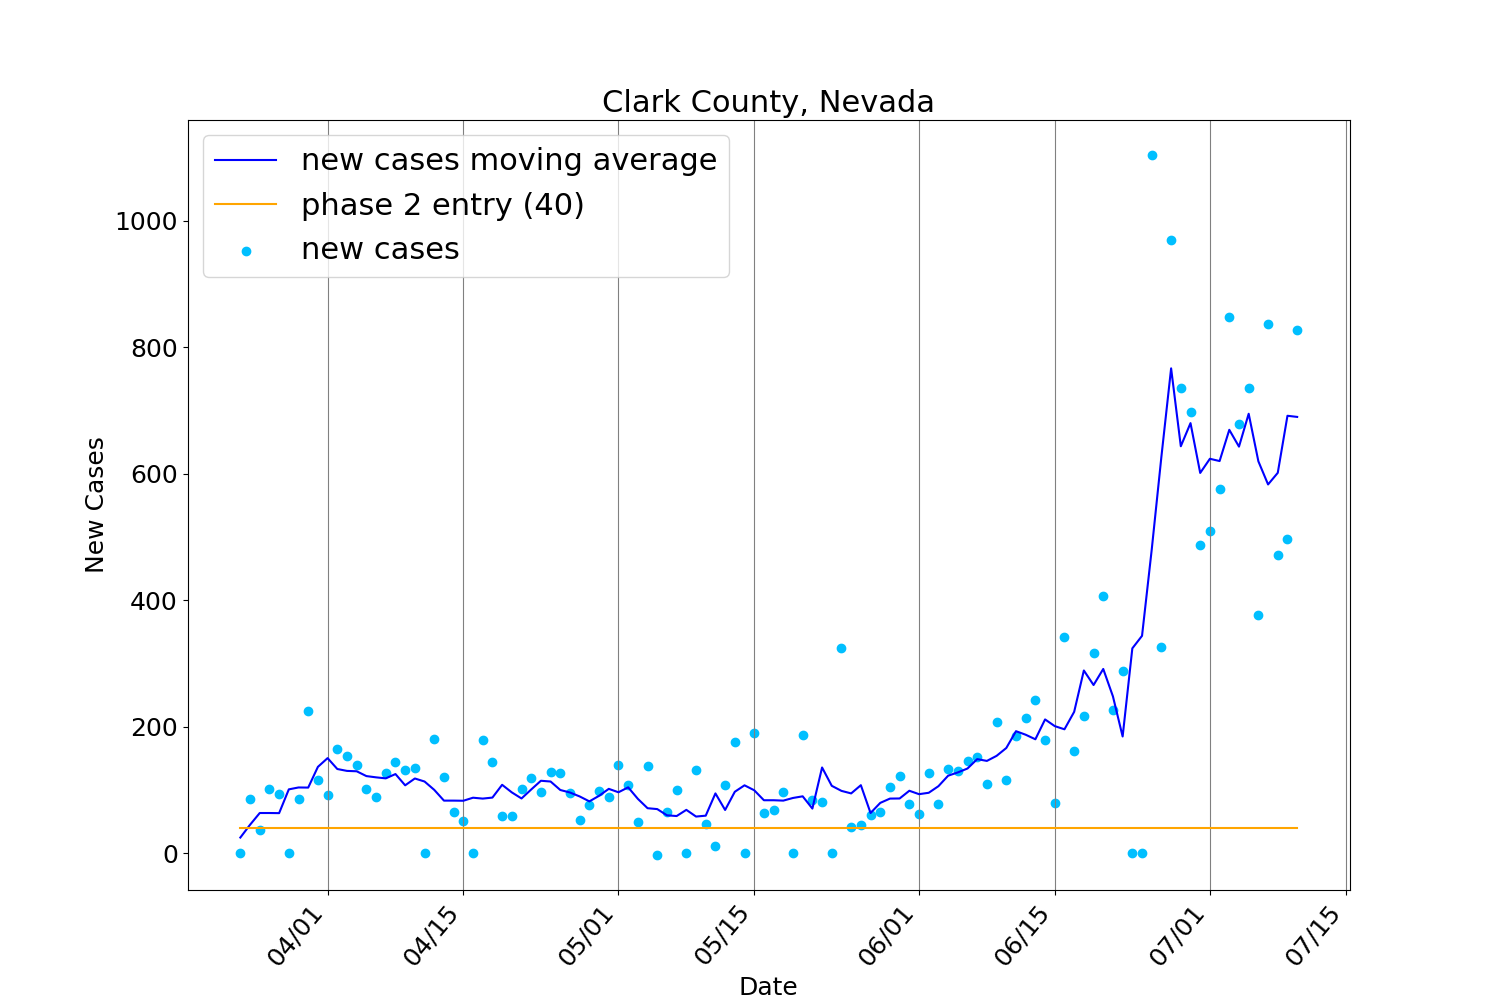 Clark County, Nevada
new cases moving average
phase 2 entry (40)
new cases
1000
800
600
400
200
0
New Cases
04/01
04/15
05/01
05/15
06/01
06/15
07/01
07/15
Date